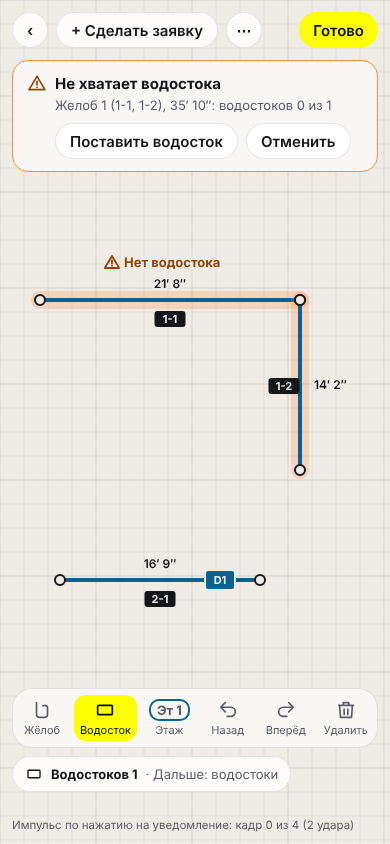 ‹ + Сделать заявку ··· Готово
Не хватает водостока
Желоб 1 (1-1, 1-2), 35′ 10″: водостоков 0 из 1
Поставить водосток Отменить
Нет водостока
21′ 8″
1-1
1-2 14′ 2″
16′ 9″
D1
2-1
Эт 1
Жёлоб Водосток Этаж Назад Вперёд Удалить
Водостоков 1 · Дальше: водостоки
Импульс по нажатию на уведомление: кадр 0 из 4 (2 удара)